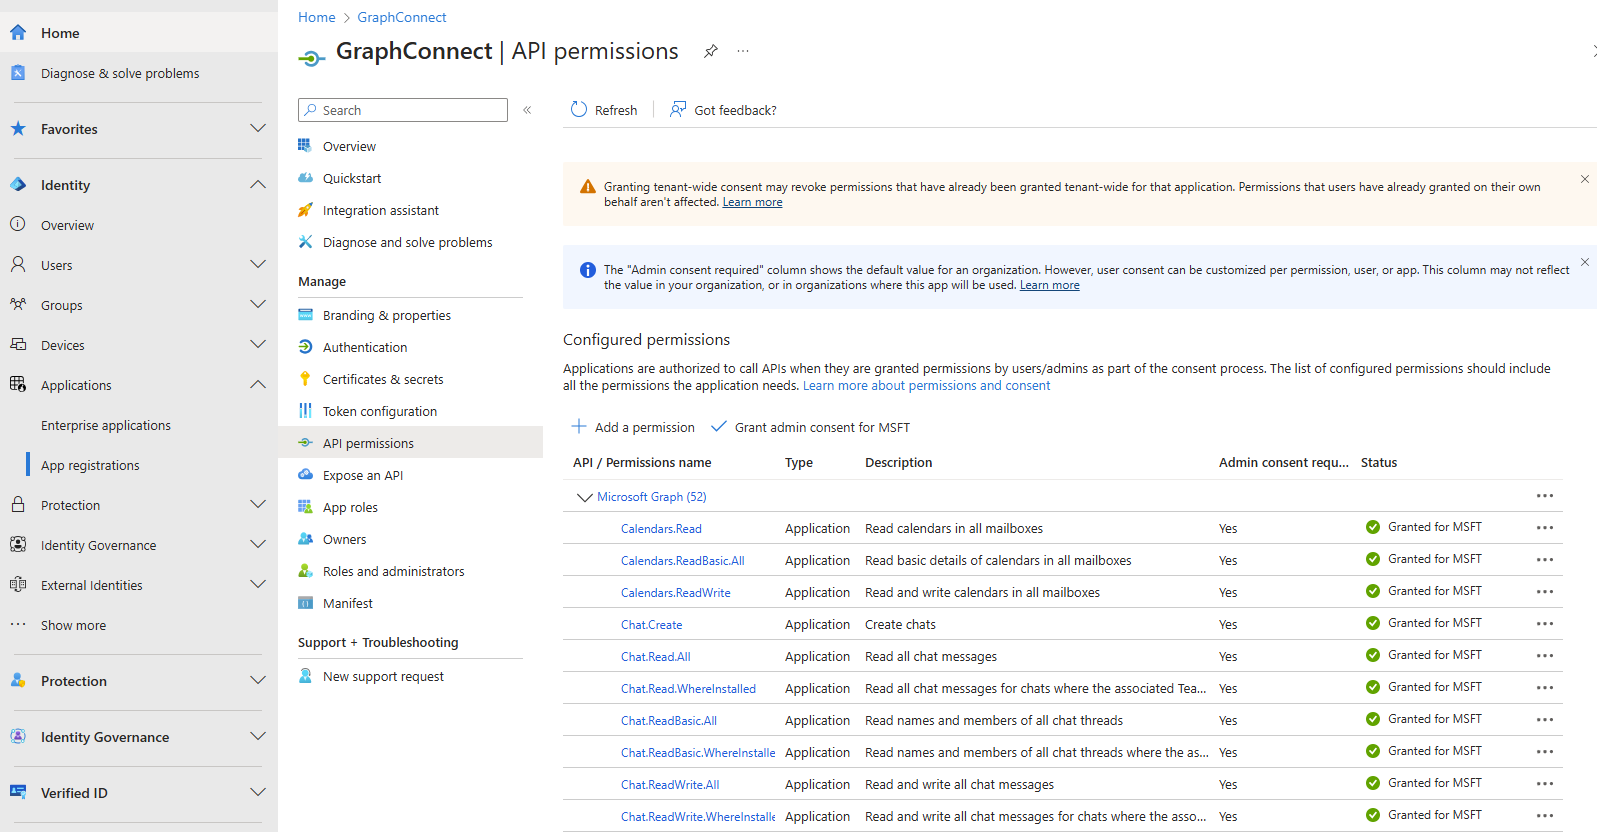 Home
Diagnose & solve problems
Favorites
Identity
Overview
Users
Groups
Devices
Applications
Enterprise applications
App registrations
Protection
Identity Governance
External Identities
Show more
Protection
Identity Governance
Verified ID
Home > GraphConnect
GraphConnect | API permissions
Search
Overview
Quickstart
Integration assistant
Diagnose and solve problems
Manage
Branding & properties
Authentication
Certificates & secrets
Token configuration
API permissions
Expose an API
App roles
Owners
Roles and administrators
Manifest
Support + Troubleshooting
New support request
Refresh Got feedback?
Granting tenant-wide consent may revoke permissions that have already been granted tenant-wide for that application. Permissions that users have already granted on their own
behalf aren't affected. Learn more
The "Admin consent required" column shows the default value for an organization. However, user consent can be customized per permission, user, or app. This column may not reflect
the value in your organization, or in organizations where this app will be used. Learn more
Configured permissions
Applications are authorized to call APIs when they are granted permissions by users/admins as part of the consent process. The list of configured permissions should include
all the permissions the application needs. Learn more about permissions and consent
Add a permission Grant admin consent for MSFT
API / Permissions name Type Description Admin consent requ... Status
Microsoft Graph (52)
Calendars.Read Application Read calendars in all mailboxes Yes Granted for MSFT
Calendars.ReadBasic.All Application Read basic details of calendars in all mailboxes Yes Granted for MSFT
Calendars.ReadWrite Application Read and write calendars in all mailboxes Yes Granted for MSFT
Chat.Create Application Create chats Yes Granted for MSFT
Chat.Read.All Application Read all chat messages Yes Granted for MSFT
Chat.Read.WhereInstalled Application Read all chat messages for chats where the associated Tea... Yes Granted for MSFT
Chat.ReadBasic.All Application Read names and members of all chat threads Yes Granted for MSFT
Chat.ReadBasic.WhereInstalle Application Read names and members of all chat threads where the as... Yes Granted for MSFT
Chat.ReadWrite.All Application Read and write all chat messages Yes Granted for MSFT
Chat.ReadWrite.WhereInstalle Application Read and write all chat messages for chats where the asso... Yes Granted for MSFT